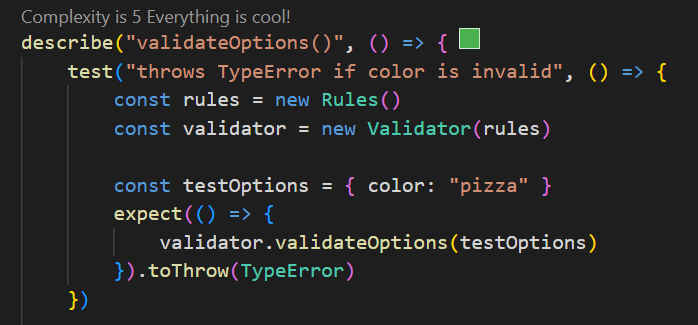 Complexity is 5 Everything is cool!
describe("validateOptions()", () => {
    test("throws TypeError if color is invalid", () => {
        const rules = new Rules()
        const validator = new Validator(rules)

        const testOptions = { color: "pizza" }
        expect(() => {
            validator.validateOptions(testOptions)
        }).toThrow(TypeError)
    })